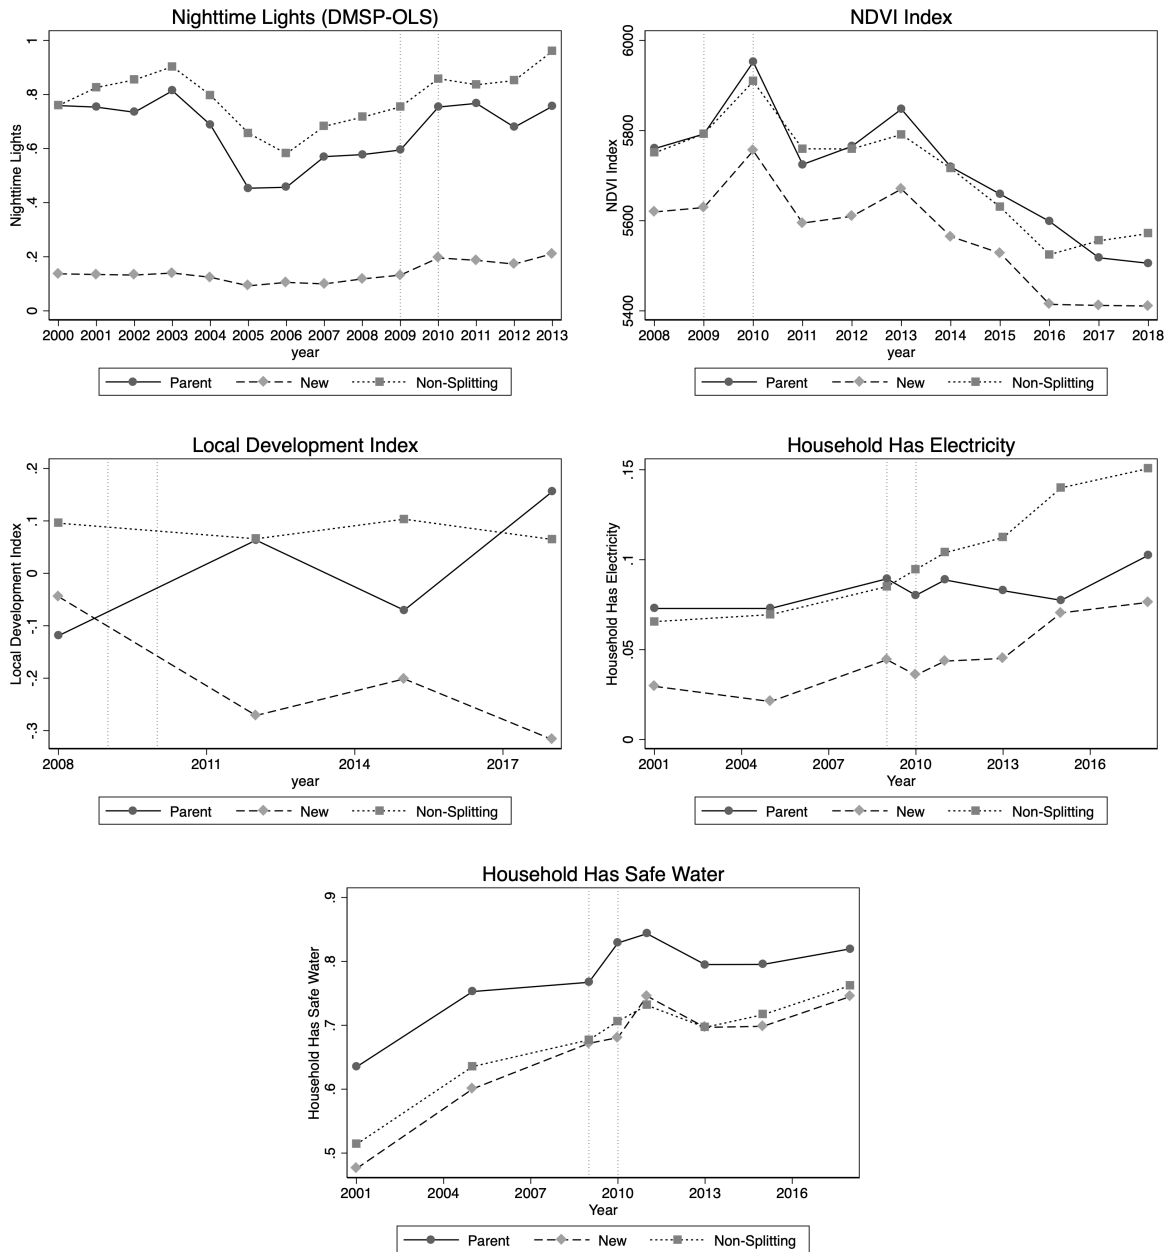 Nighttime Lights (DMSP-OLS)
Nighttime Lights
1
.8
.6
.4
.2
0
2000 2001 2002 2003 2004 2005 2006 2007 2008 2009 2010 2011 2012 2013
year
Parent New Non-Splitting
NDVI Index
NDVI Index
6000
5800
5600
5400
2008 2009 2010 2011 2012 2013 2014 2015 2016 2017 2018
year
Parent New Non-Splitting
Local Development Index
Local Development Index
.2
.1
0
-.1
-.2
-.3
2008 2011 2014 2017
year
Parent New Non-Splitting
Household Has Electricity
Household Has Electricity
.15
.1
.05
0
2001 2004 2007 2010 2013 2016
Year
Parent New Non-Splitting
Household Has Safe Water
Household Has Safe Water
.9
.8
.7
.6
.5
2001 2004 2007 2010 2013 2016
Year
Parent New Non-Splitting